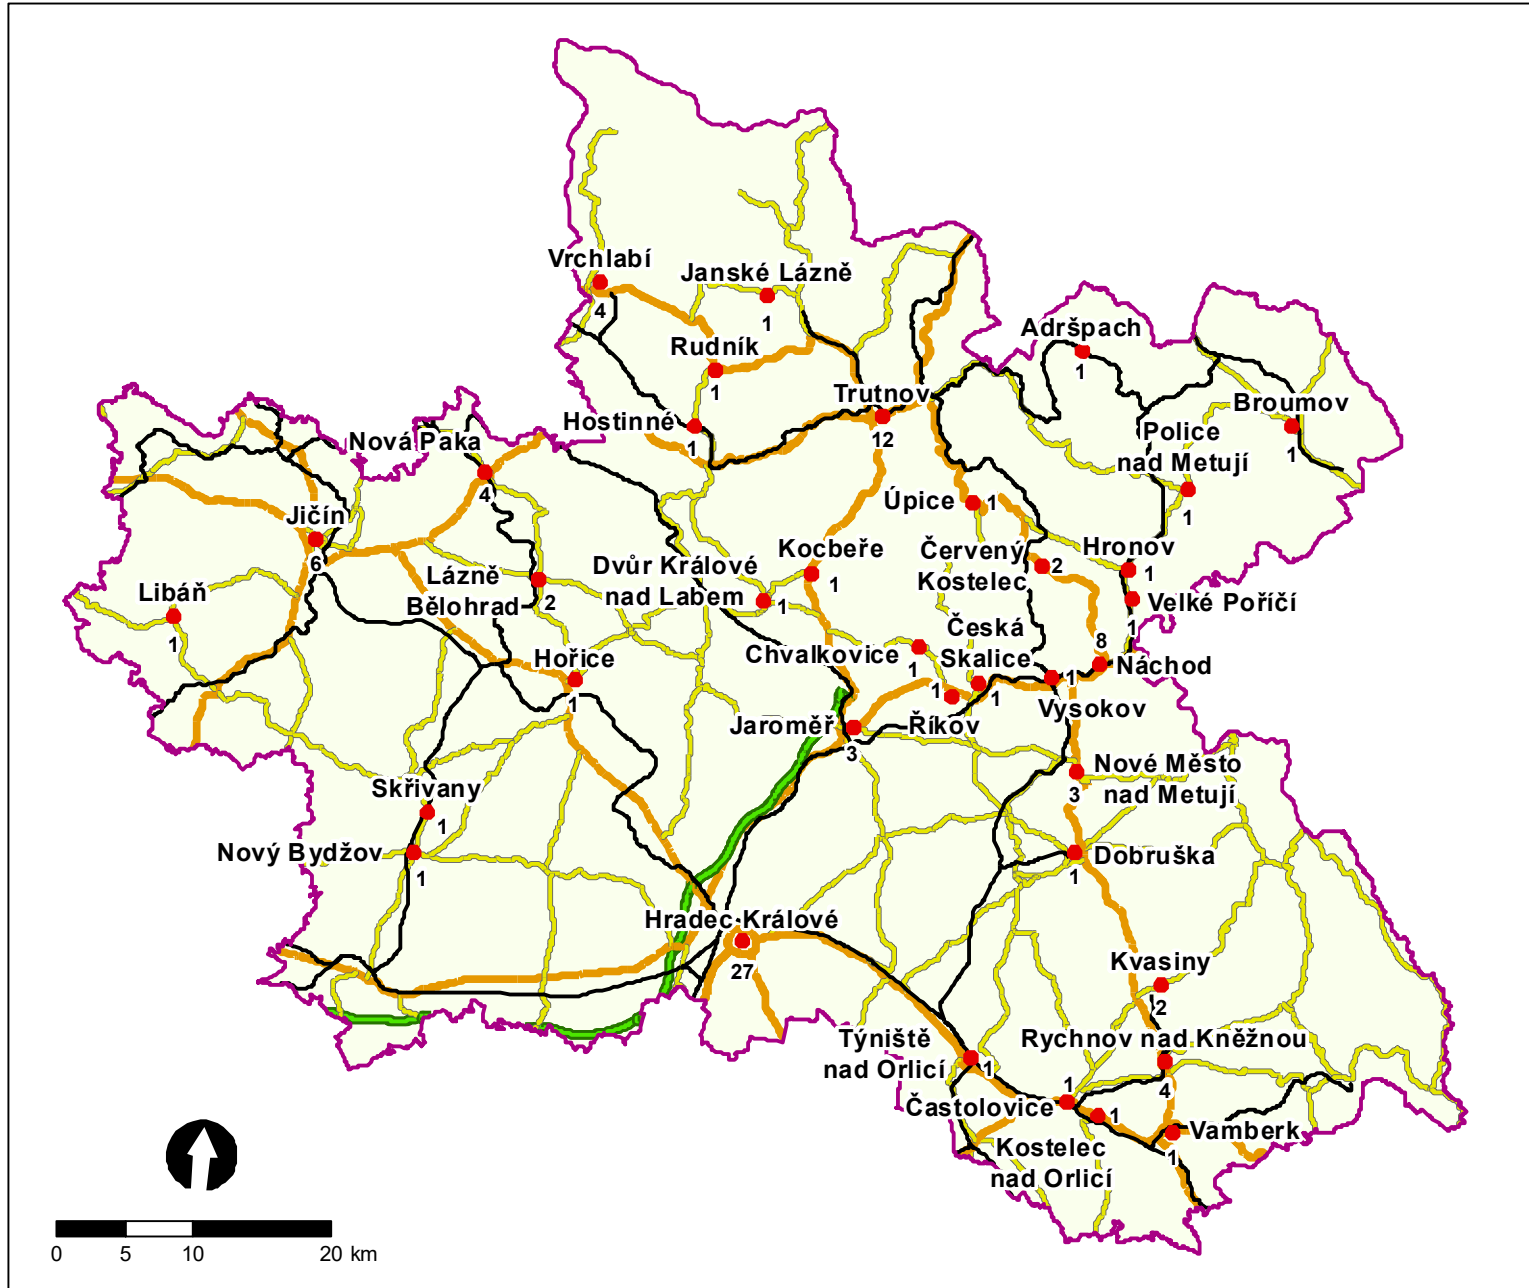 Vrchlabí
4
Janské Lázně
1
Rudník
1
Adršpach
1
Trutnov
12
Hostinné
1
Broumov
1
Police
nad Metují
1
Nová Paka
4
Úpice
1
Jičín
6
Kocbeře
1
Červený
Kostelec
2
Hronov
1
Lázně
Bělohrad
2
Dvůr Králové
nad Labem
1
Libáň
1
Velké Poříčí
1
Česká
Skalice
1
Chvalkovice
1
8
Náchod
Hořice
1
1
Vysokov
Jaroměř
3
1
Říkov
Nové Město
nad Metují
3
Skřivany
1
Nový Bydžov
1
Dobruška
1
Hradec Králové
27
Kvasiny
2
Týniště
nad Orlicí
1
Rychnov nad Kněžnou
4
Častolovice
1
1
Kostelec
nad Orlicí
Vamberk
1
0 5 10 20 km